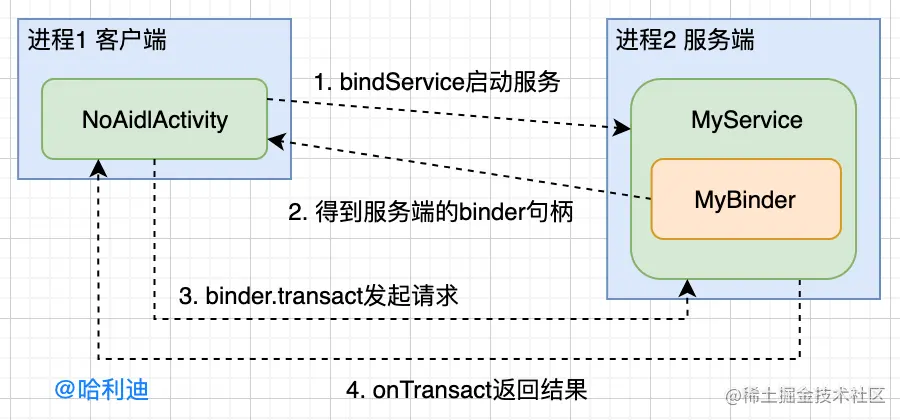 进程1 客户端
进程2 服务端
1. bindService启动服务
NoAidlActivity
MyService
MyBinder
2. 得到服务端的binder句柄
3. binder.transact发起请求
@哈利迪
4. onTransact返回结果
@稀土掘金技术社区